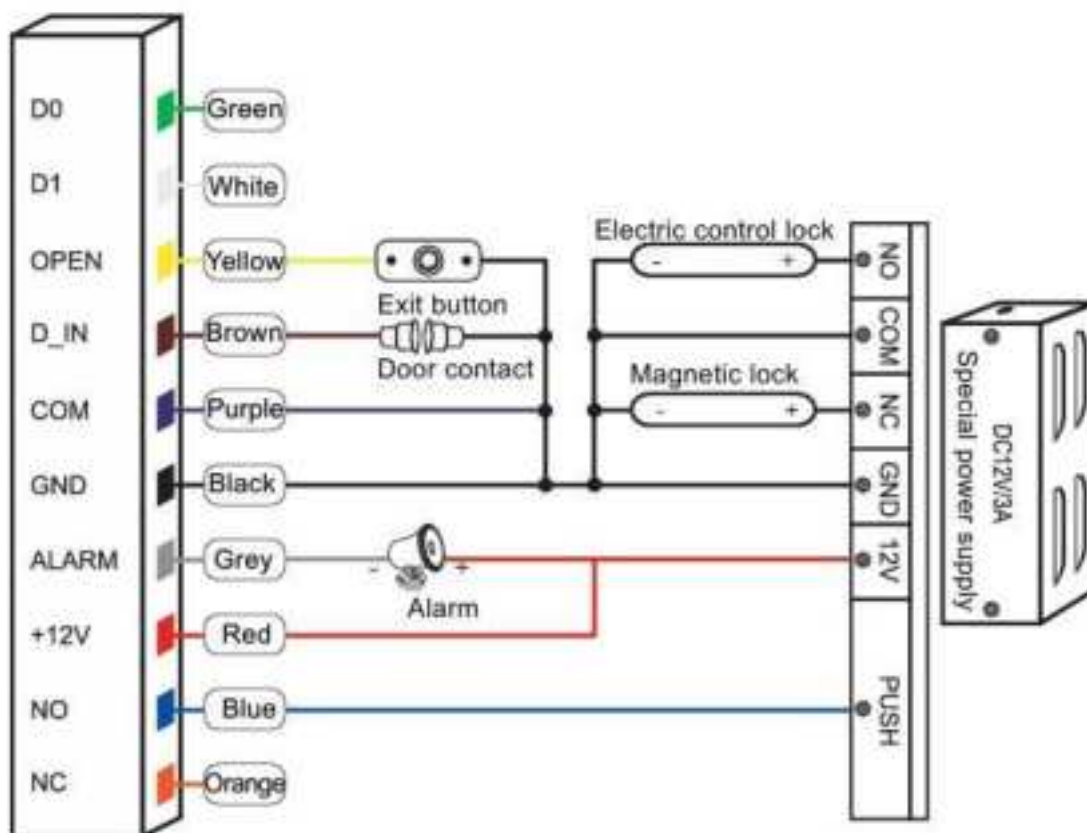 D0
Green
D1
White
OPEN
Yellow
Exit button
D_IN
Brown
Door contact
COM
Purple
GND
Black
ALARM
Grey
-
+
Alarm
+12V
Red
NO
Blue
NC
Orange
Electric control lock
-
+
Magnetic lock
-
+
NO
COM
NC
GND
12V
PUSH
DC12V/3A
Special power supply